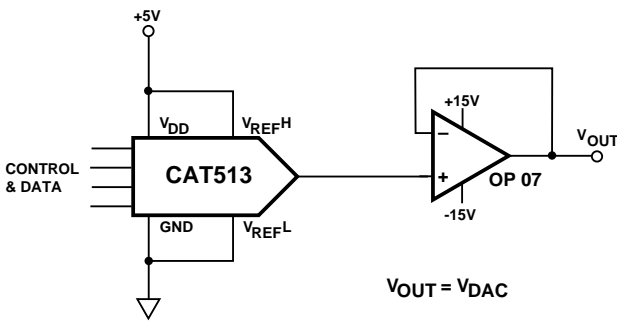 +5V
VDD
VREFH
CONTROL
& DATA
CAT513
GND
VREFL
+15V
–
+
OP 07
-15V
VOUT
VOUT = VDAC